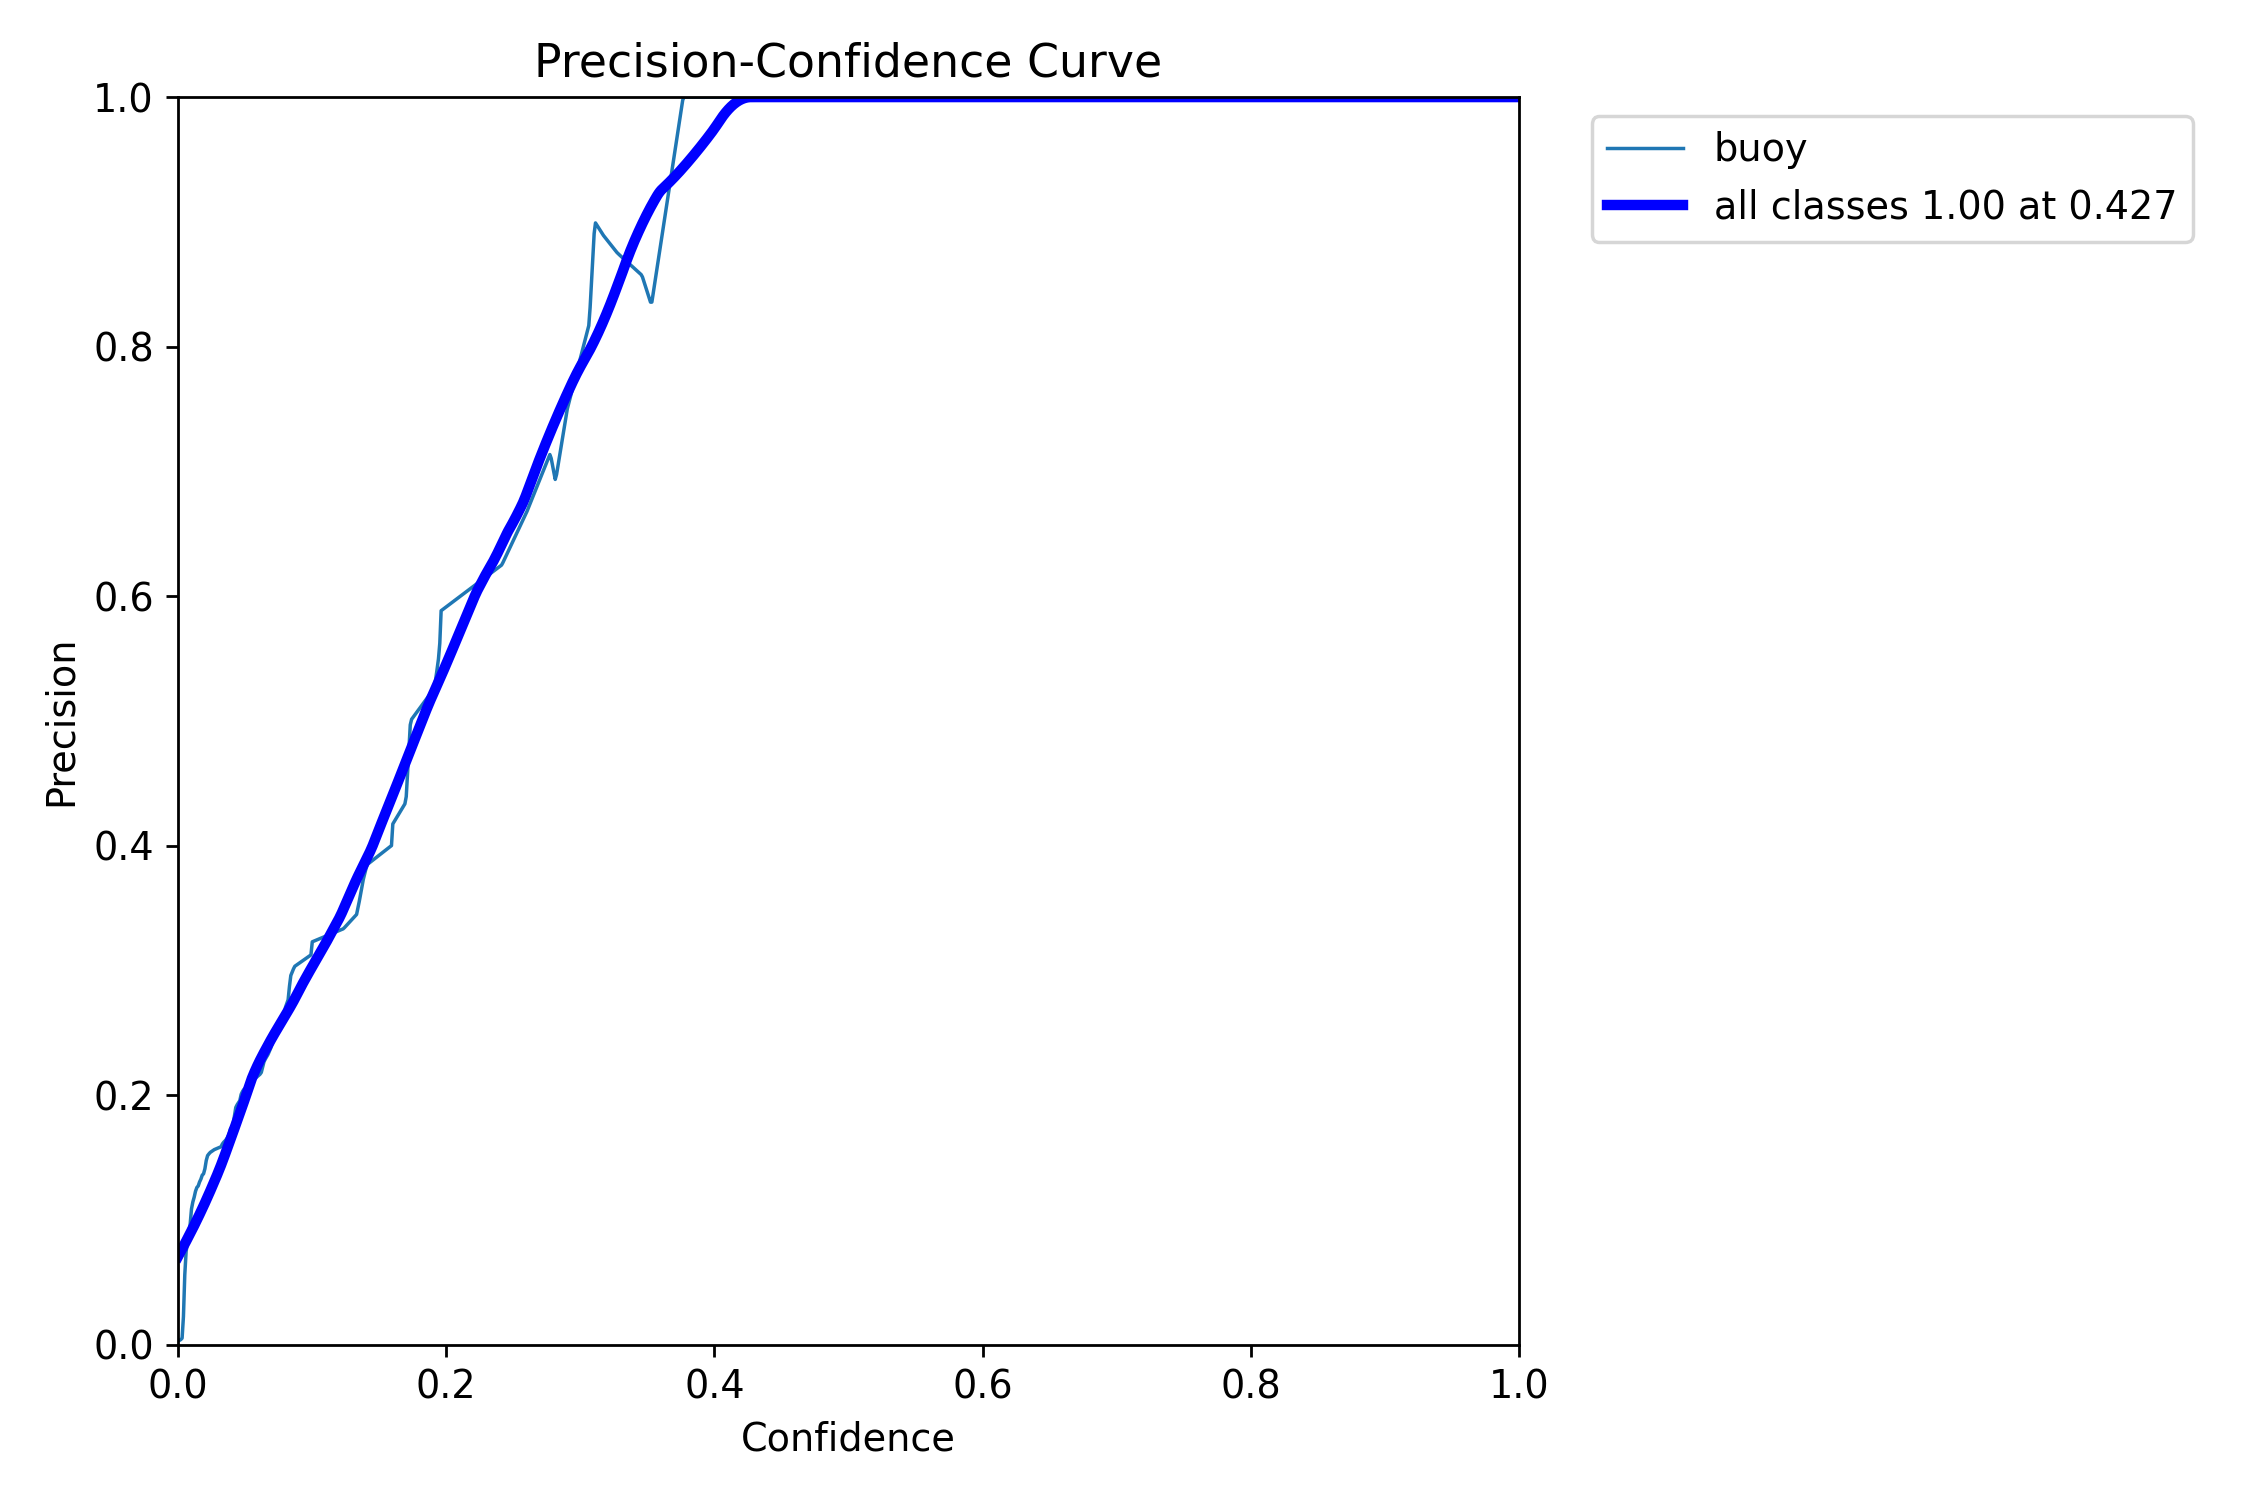 Precision-Confidence Curve
buoy
all classes 1.00 at 0.427
Precision
1.0
0.8
0.6
0.4
0.2
0.0
0.0 0.2 0.4 0.6 0.8 1.0
Confidence